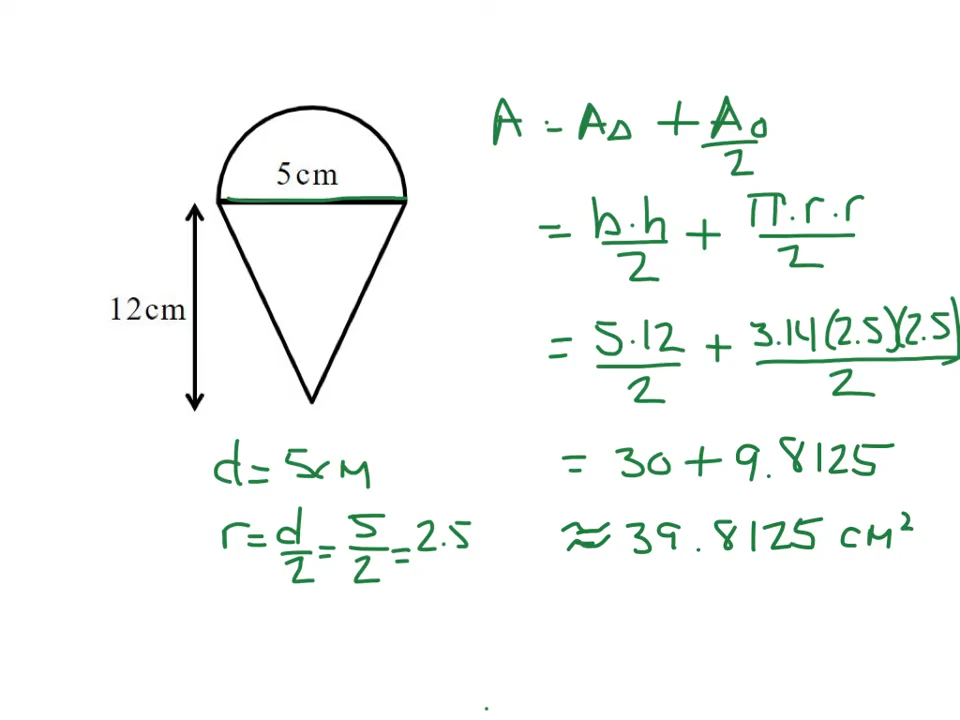 5cm
12cm
A = A△ + A○/2
= b·h/2 + π·r·r/2
= 5·12/2 + 3.14(2.5)(2.5)/2
= 30 + 9.8125
≈ 39.8125 cm²
d = 5cm
r = d/2 = 5/2 = 2.5